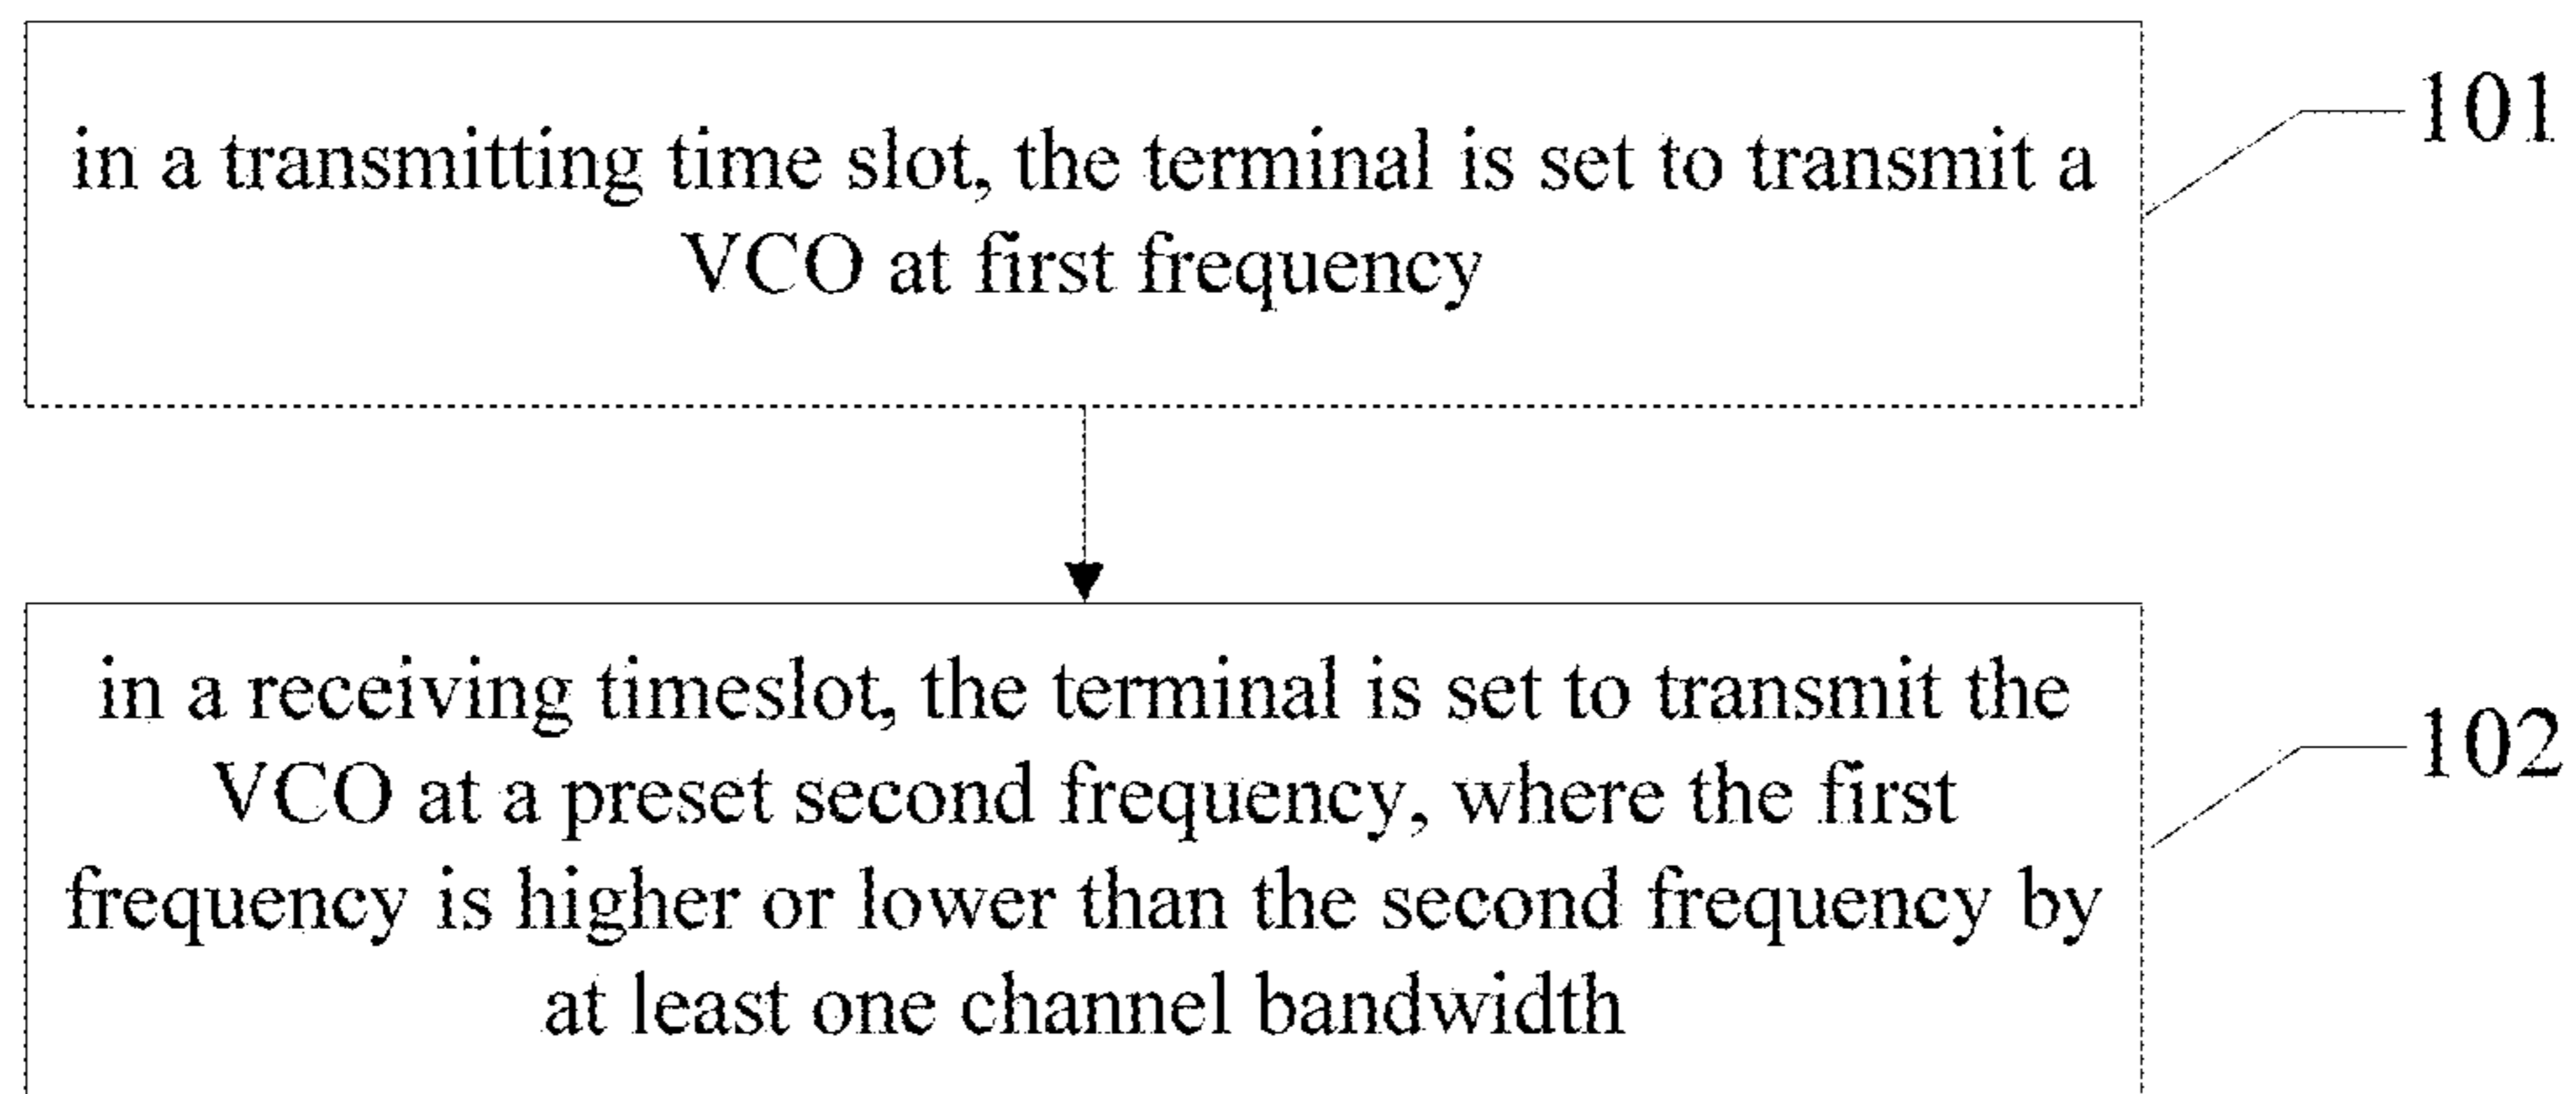 in a transmitting time slot, the terminal is set to transmit a
VCO at first frequency
101
in a receiving timeslot, the terminal is set to transmit the
VCO at a preset second frequency, where the first
frequency is higher or lower than the second frequency by
at least one channel bandwidth
102